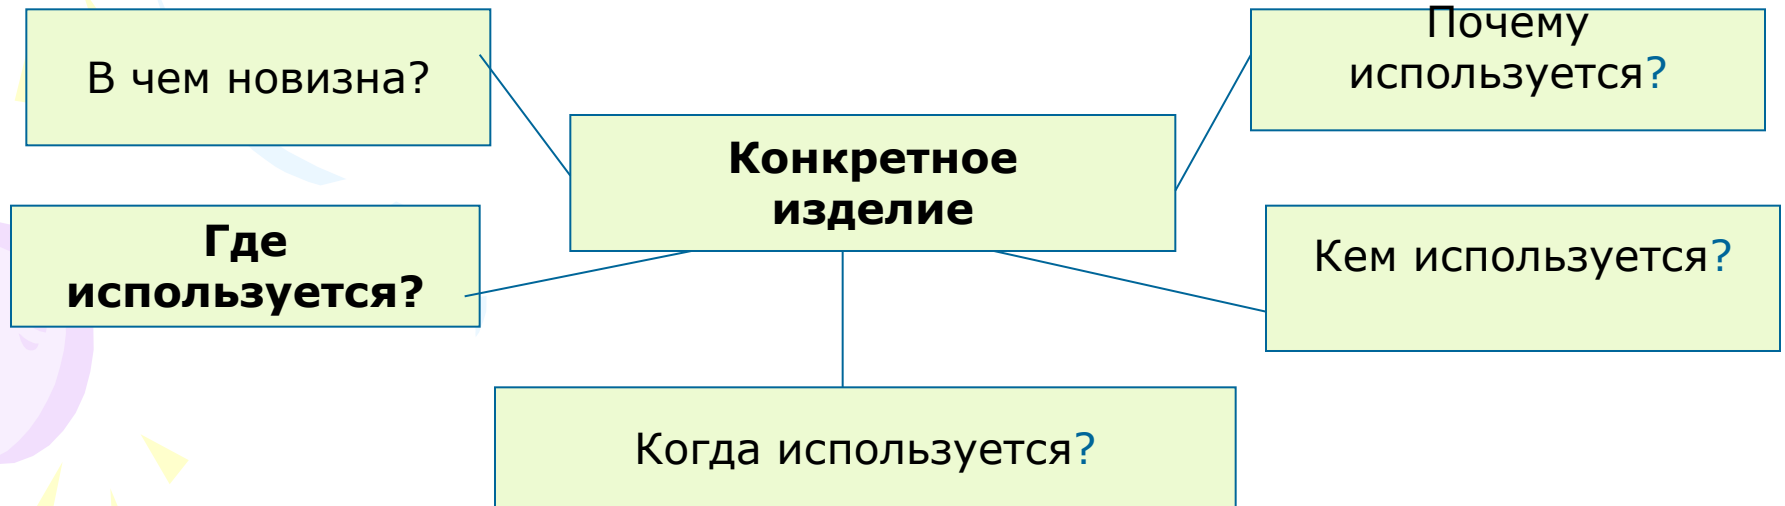 В чем новизна?
Почему
используется?
Конкретное
изделие
Где
используется?
Кем используется?
Когда используется?